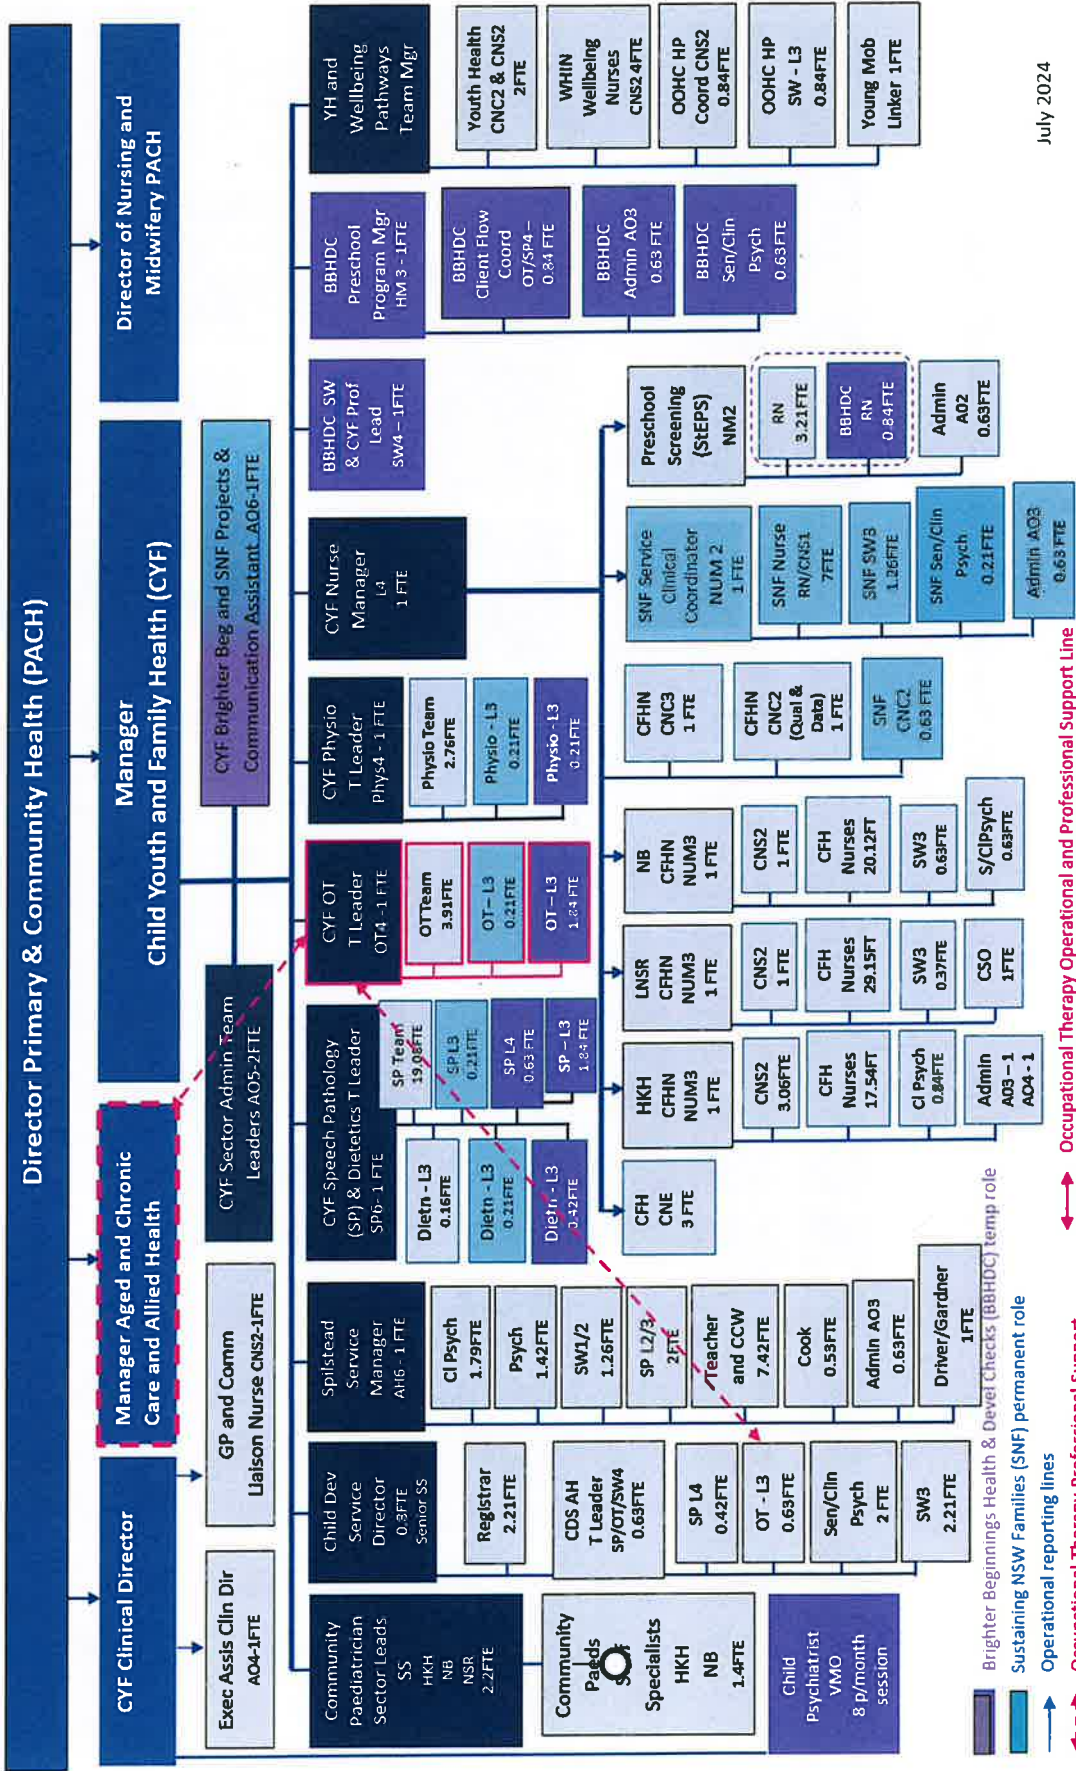 Director Primary & Community Health (PACH)
CYF Clinical Director
Manager Aged and Chronic
Care and Allied Health
Manager
Child Youth and Family Health (CYF)
Director of Nursing and
Midwifery PACH
Exec Assis Clin Dir
AO4-1FTE
GP and Comm
Liaison Nurse CNS2-1FTE
CYF Sector Admin Team
Leaders AO5-2FTE
CYF Brighter Beg and SNF Projects &
Communication Assistant AO6-1FTE
Community
Paediatrician
Sector Leads
SS
HKH
NB
NSR
2.2FTE
Community
Paeds
Specialists
HKH
NB
1.4FTE
Child
Psychiatrist
VMO
8 p/month
session
Child Dev
Service
Director
0.8FTE
Senior SS
Registrar
2.21FTE
CDS AH
T Leader
SP/OT/SW4
0.63FTE
SP L4
0.42FTE
OT - L3
0.63FTE
Sen/Clin
Psych
2 FTE
SW3
2.21FTE
Spilstead
Service
Manager
AH6 - 1 FTE
Cl Psych
1.79FTE
Psych
1.42FTE
SW1/2
1.26FTE
SP L2/3
2FTE
Teacher
and CCW
7.42FTE
Cook
0.53FTE
Admin AO3
0.63FTE
Driver/Gardner
1FTE
CYF Speech Pathology
(SP) & Dietetics T Leader
SP6-1 FTE
Dietn - L3
0.16FTE
Dietn - L3
0.21FTE
Dietn - L3
0.42FTE
SP Team
19.08FTE
SP L3
0.21FTE
SP L4
0.63 FTE
SP – L3
1.84 FTE
CYF OT
T Leader
OT4 -1 FTE
OT Team
3.91FTE
OT – L3
0.21FTE
OT – L3
1.84FTE
CYF Physio
T Leader
Phys4 - 1 FTE
Physio Team
2.76FTE
Physio - L3
0.21FTE
Physio - L3
0.21FTE
CYF Nurse
Manager
L4
1 FTE
BBHDC SW
& CYF Prof
Lead
SW4 – 1FTE
BBHDC
Preschool
Program Mgr
HM 3 - 1FTE
BBHDC
Client Flow
Coord
OT/SP4 –
0.84 FTE
BBHDC
Admin AO3
0.63 FTE
BBHDC
Sen/Clin
Psych
0.63FTE
YH and
Wellbeing
Pathways
Team Mgr
Youth Health
CNC2 & CNS2
2FTE
WHIN
Wellbeing
Nurses
CNS2 4FTE
OOHC HP
Coord CNS2
0.84FTE
OOHC HP
SW - L3
0.84FTE
Young Mob
Linker 1FTE
CFH
CNE
3 FTE
HKH
CFHN
NUM3
1 FTE
CNS2
3.06FTE
CFH
Nurses
17.54FT
Cl Psych
0.84FTE
Admin
A03 – 1
A04 - 1
LNSR
CFHN
NUM3
1 FTE
CNS2
1 FTE
CFH
Nurses
29.15FT
SW3
0.37FTE
CSO
1FTE
NB
CFHN
NUM3
1 FTE
CNS2
1 FTE
CFH
Nurses
20.12FT
SW3
0.63FTE
S/ClPsych
0.63FTE
CFHN
CNC3
1 FTE
CFHN
CNC2
(Qual &
Data)
1 FTE
SNF
CNC2
0.63 FTE
SNF Service
Clinical
Coordinator
NUM 2
1 FTE
SNF Nurse
RN/CNS1
7FTE
SNF SW3
1.26FTE
SNF Sen/Clin
Psych
0.21FTE
Admin AO3
0.63 FTE
Preschool
Screening
(StEPS)
NM2
RN
3.21FTE
BBHDC
RN
0.84FTE
Admin
A02
0.63FTE
Brighter Beginnings Health & Devel Checks (BBHDC) temp role
Sustaining NSW Families (SNF) permanent role
Operational reporting lines
Occupational Therapy Professional Support
Occupational Therapy Operational and Professional Support Line
July 2024